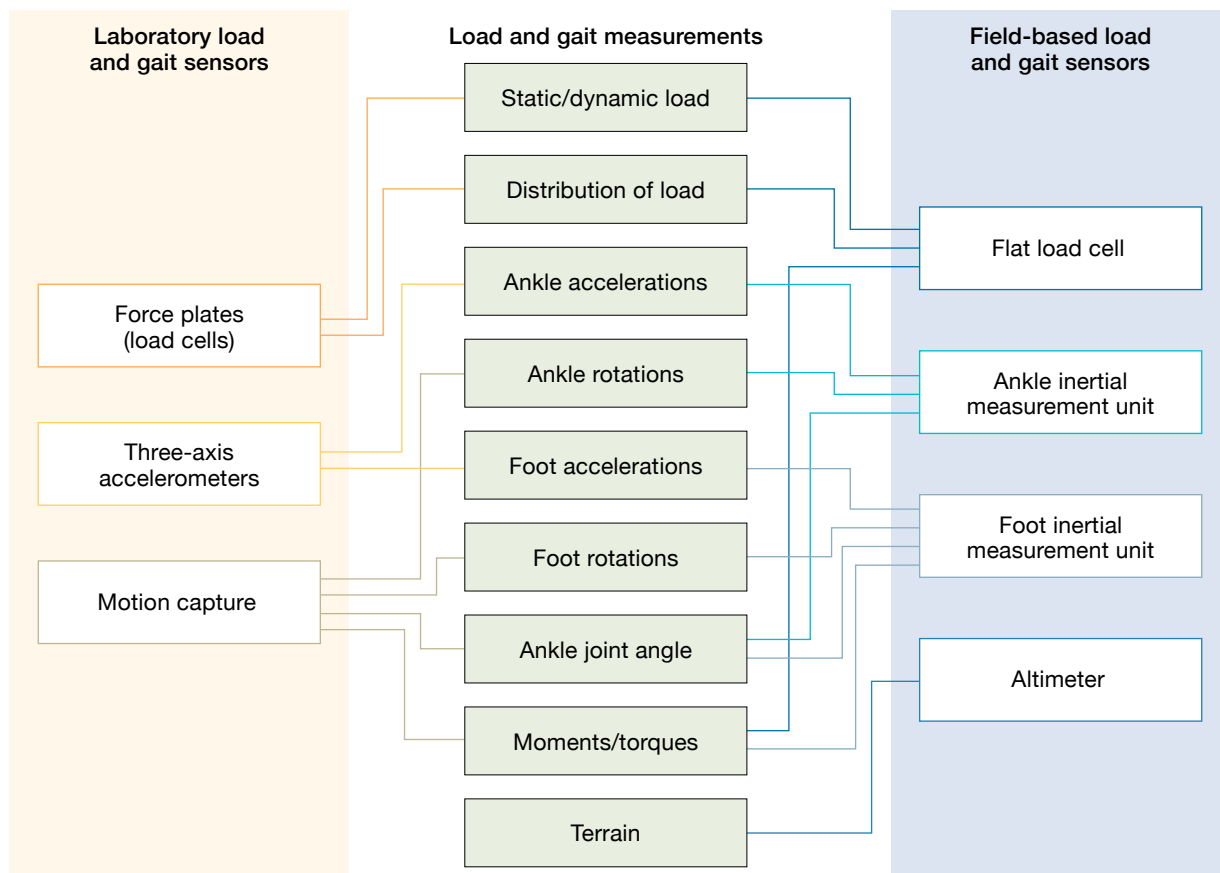 Laboratory load
and gait sensors
Force plates
(load cells)
Three-axis
accelerometers
Motion capture
Load and gait measurements
Static/dynamic load
Distribution of load
Ankle accelerations
Ankle rotations
Foot accelerations
Foot rotations
Ankle joint angle
Moments/torques
Terrain
Field-based load
and gait sensors
Flat load cell
Ankle inertial
measurement unit
Foot inertial
measurement unit
Altimeter